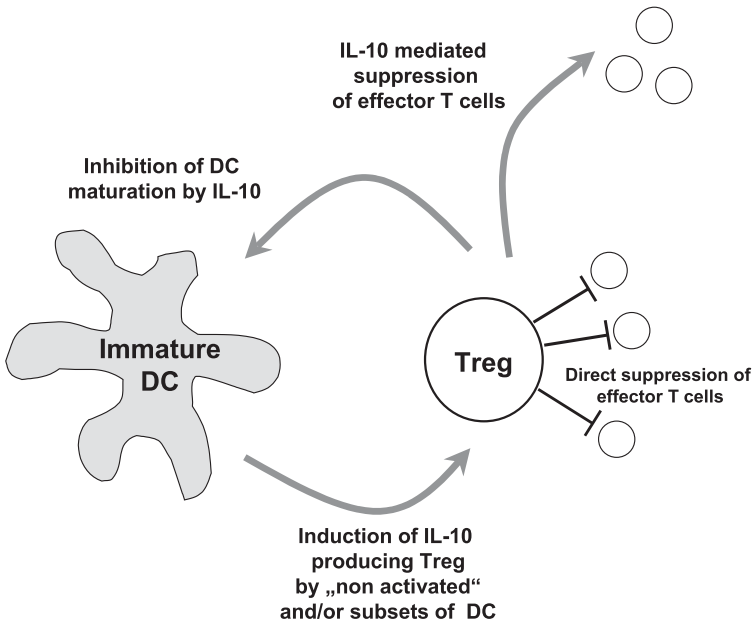 IL-10 mediated
suppression
of effector T cells
Inhibition of DC
maturation by IL-10
Immature
DC
Treg
Direct suppression of
effector T cells
Induction of IL-10
producing Treg
by „non activated“
and/or subsets of DC